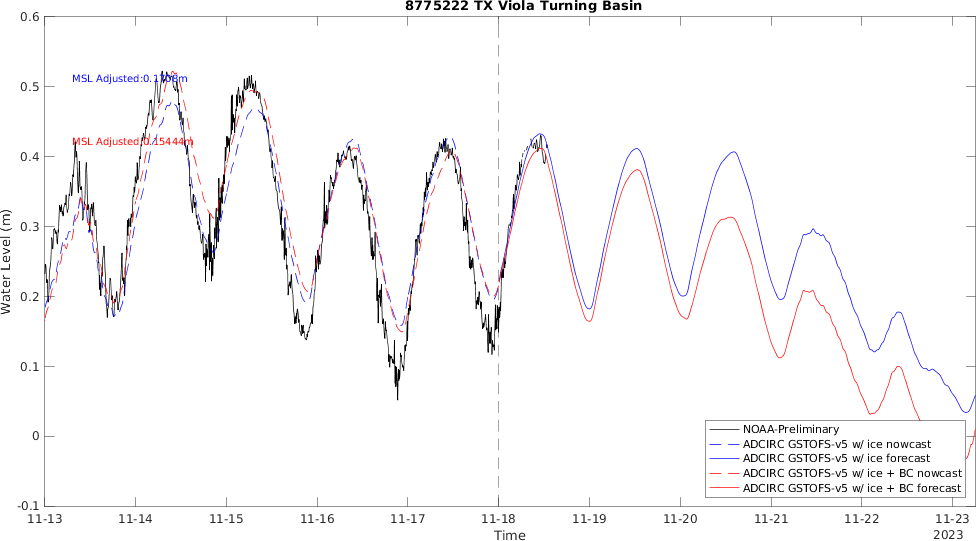 8775222 TX Viola Turning Basin
0.6
0.5
0.4
0.3
0.2
0.1
0
-0.1
Water Level (m)
MSL Adjusted:0.1708m
MSL Adjusted:0.15444m
NOAA-Preliminary
ADCIRC GSTOFS-v5 w/ ice nowcast
ADCIRC GSTOFS-v5 w/ ice forecast
ADCIRC GSTOFS-v5 w/ ice + BC nowcast
ADCIRC GSTOFS-v5 w/ ice + BC forecast
11-13 11-14 11-15 11-16 11-17 11-18 11-19 11-20 11-21 11-22 11-23
Time
2023